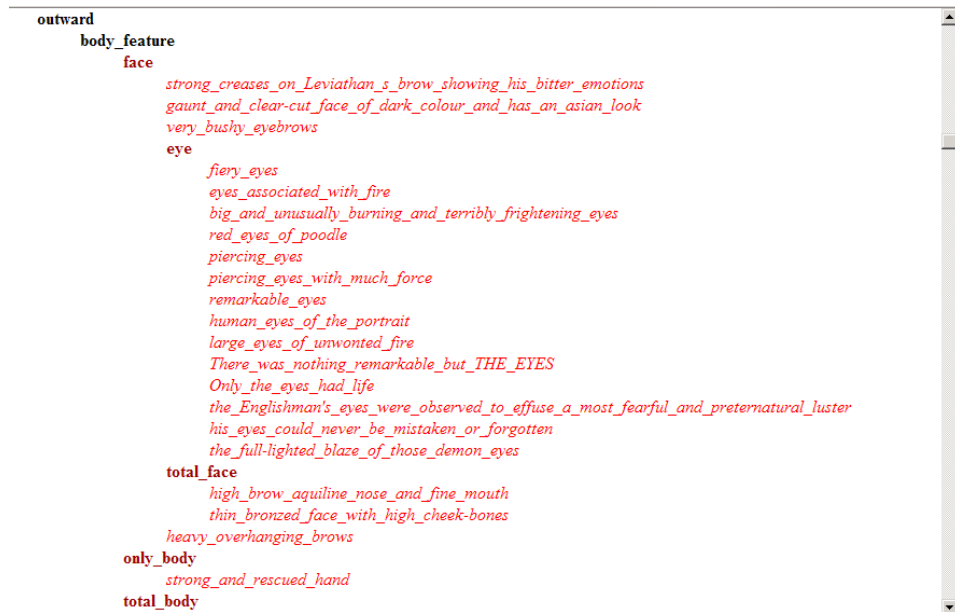 outward
body_feature
face
strong_creases_on_Leviathan_s_brow_showing_his_bitter_emotions
gaunt_and_clear-cut_face_of_dark_colour_and_has_an_asian_look
very_bushy_eyebrows
eye
fiery_eyes
eyes_associated_with_fire
big_and_unusually_burning_and_terribly_frightening_eyes
red_eyes_of_poodle
piercing_eyes
piercing_eyes_with_much_force
remarkable_eyes
human_eyes_of_the_portrait
large_eyes_of_unwonted_fire
There_was_nothing_remarkable_but_THE_EYES
Only_the_eyes_had_life
the_Englishman's_eyes_were_observed_to_effuse_a_most_fearful_and_preternatural_luster
his_eyes_could_never_be_mistaken_or_forgotten
the_full-lighted_blaze_of_those_demon_eyes
total_face
high_brow_aquiline_nose_and_fine_mouth
thin_bronzed_face_with_high_cheek-bones
heavy_overhanging_brows
only_body
strong_and_rescued_hand
total_body